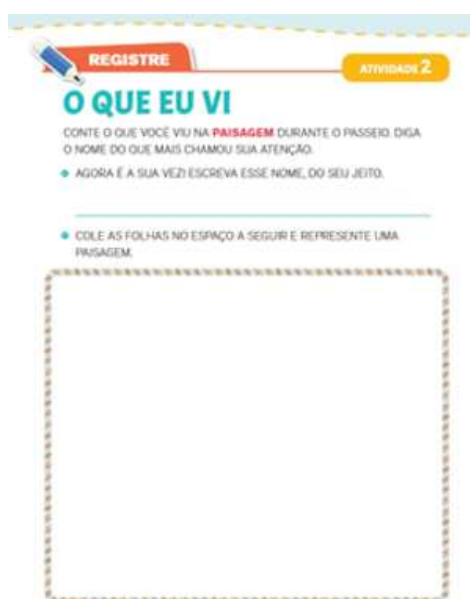 REGISTRE
ATIVIDADE 2
O QUE EU VI
CONTE O QUE VOCÊ VIU NA PAISAGEM DURANTE O PASSEIO. DIGA
O NOME DO QUE MAIS CHAMOU SUA ATENÇÃO.
AGORA É A SUA VEZ! ESCREVA ESSE NOME, DO SEU JEITO.
COLE AS FOLHAS NO ESPAÇO A SEGUIR E REPRESENTE UMA
PAISAGEM.